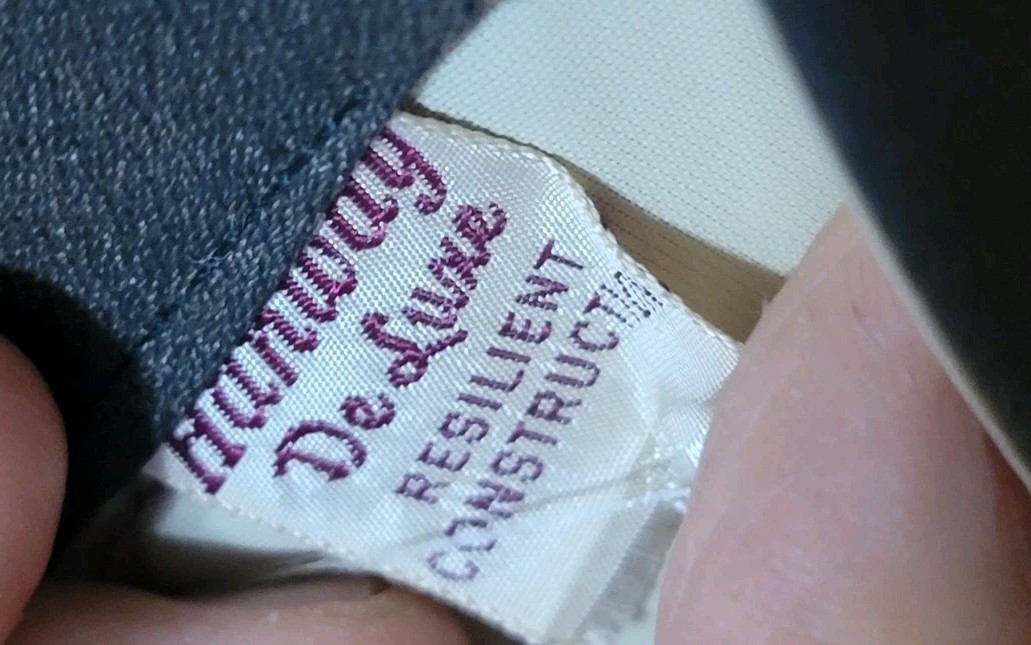 De Luxe
RESILIENT
CONSTRUCTION